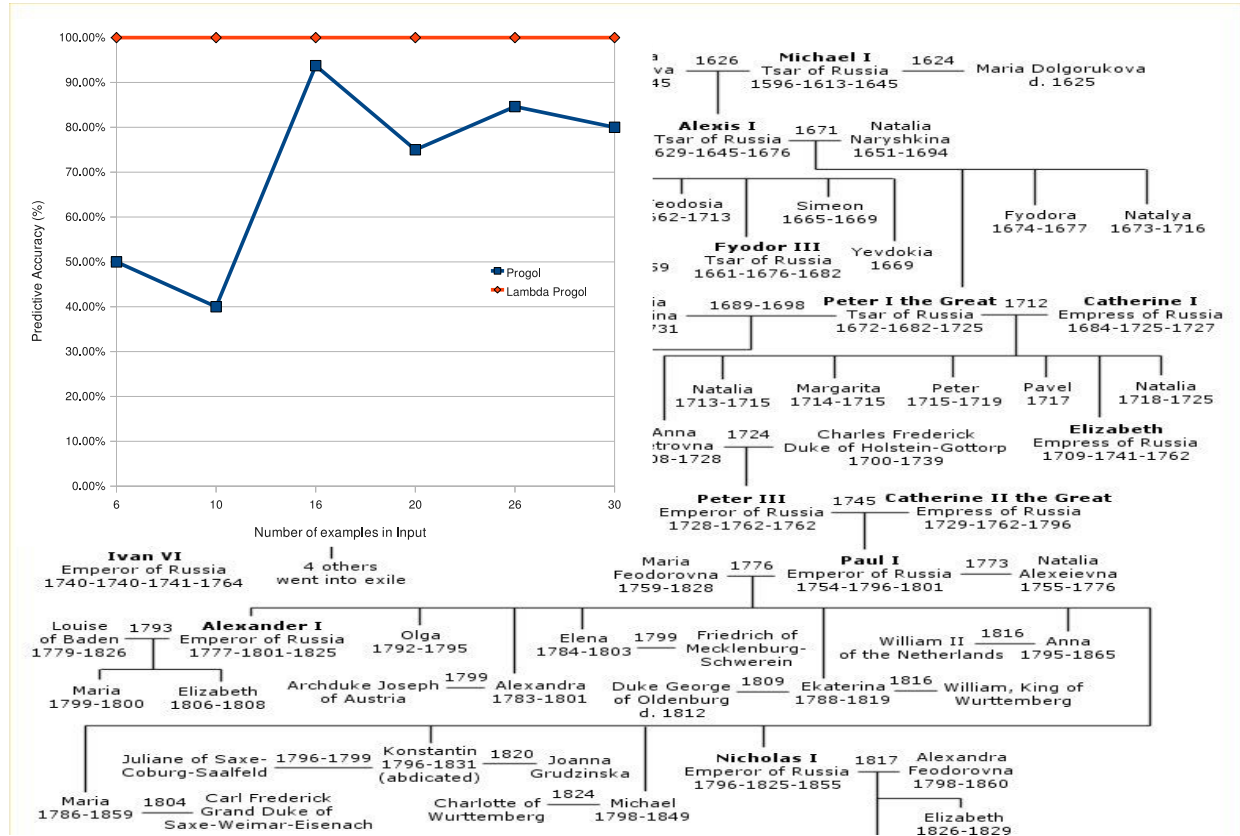 100.00%
90.00%
80.00%
70.00%
60.00%
50.00%
40.00%
30.00%
20.00%
10.00%
0.00%
Predictive Accuracy (%)
6 10 16 20 26 30
Number of examples in Input
Progol
Lambda Progol
1626
Michael I
Tsar of Russia
1596-1613-1645
1624
Maria Dolgorukova
d. 1625
Alexis I
Tsar of Russia
1629-1645-1676
1671
Natalia
Naryshkina
1651-1694
Feodosia
1662-1713
Simeon
1665-1669
Fyodora
1674-1677
Natalya
1673-1716
Fyodor III
Tsar of Russia
1661-1676-1682
Yevdokia
1669
1689-1698
Peter I the Great
Tsar of Russia
1672-1682-1725
1712
Catherine I
Empress of Russia
1684-1725-1727
Natalia
1713-1715
Margarita
1714-1715
Peter
1715-1719
Pavel
1717
Natalia
1718-1725
Anna
etrovna
08-1728
1724
Charles Frederick
Duke of Holstein-Gottorp
1700-1739
Elizabeth
Empress of Russia
1709-1741-1762
Peter III
Emperor of Russia
1728-1762-1762
1745
Catherine II the Great
Empress of Russia
1729-1762-1796
Ivan VI
Emperor of Russia
1740-1740-1741-1764
4 others
went into exile
Maria
Feodorovna
1759-1828
1776
Paul I
Emperor of Russia
1754-1796-1801
1773
Natalia
Alexeievna
1755-1776
Louise
of Baden
1779-1826
1793
Alexander I
Emperor of Russia
1777-1801-1825
Olga
1792-1795
Elena
1784-1803
1799
Friedrich of
Mecklenburg-
Schwerein
William II
of the Netherlands
1816
Anna
1795-1865
Maria
1799-1800
Elizabeth
1806-1808
Archduke Joseph
of Austria
1799
Alexandra
1783-1801
Duke George
of Oldenburg
d. 1812
1809
Ekaterina
1788-1819
1816
William, King of
Wurttemberg
Juliane of Saxe-
Coburg-Saalfeld
1796-1799
Konstantin
1796-1831
(abdicated)
1820
Joanna
Grudzinska
Nicholas I
Emperor of Russia
1796-1825-1855
1817
Alexandra
Feodorovna
1798-1860
Maria
1786-1859
1804
Carl Frederick
Grand Duke of
Saxe-Weimar-Eisenach
Charlotte of
Wurttemberg
1824
Michael
1798-1849
Elizabeth
1826-1829